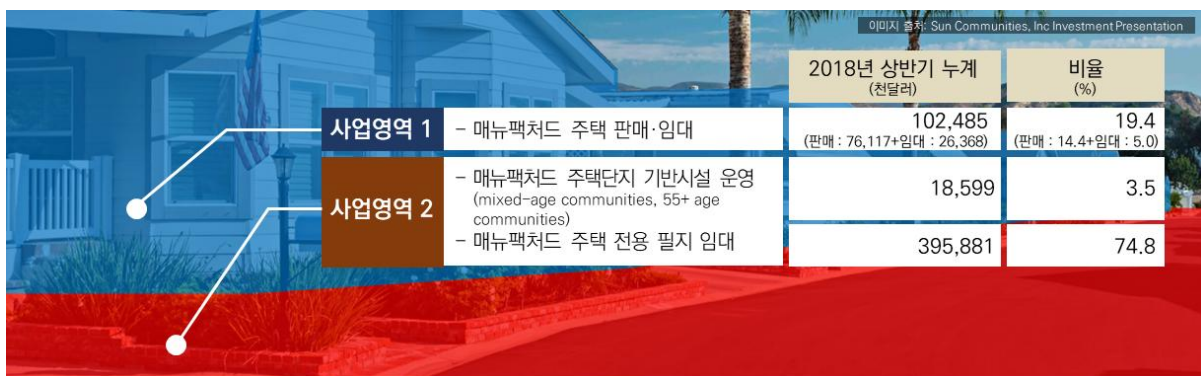 이미지 출처: Sun Communities, Inc Investment Presentation
2018년 상반기 누계
(천달러)
비율
(%)
사업영역 1
- 매뉴팩처드 주택 판매·임대
102,485
(판매 : 76,117+임대 : 26,368)
19.4
(판매 : 14.4+임대 : 5.0)
사업영역 2
- 매뉴팩처드 주택단지 기반시설 운영
(mixed-age communities, 55+ age
communities)
18,599
3.5
- 매뉴팩처드 주택 전용 필지 임대
395,881
74.8